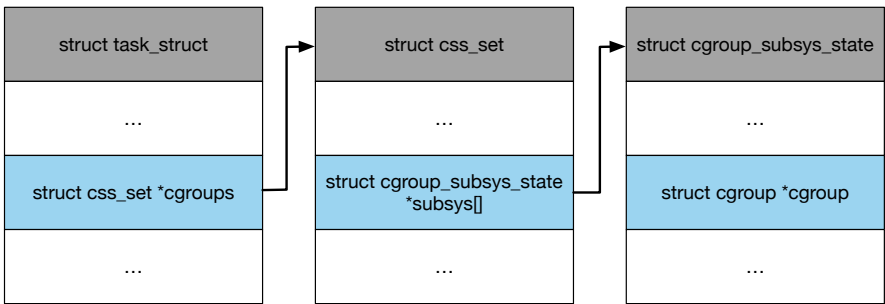 struct task_struct
...
struct css_set *cgroups
...
struct css_set
...
struct cgroup_subsys_state
*subsys[]
...
struct cgroup_subsys_state
...
struct cgroup *cgroup
...